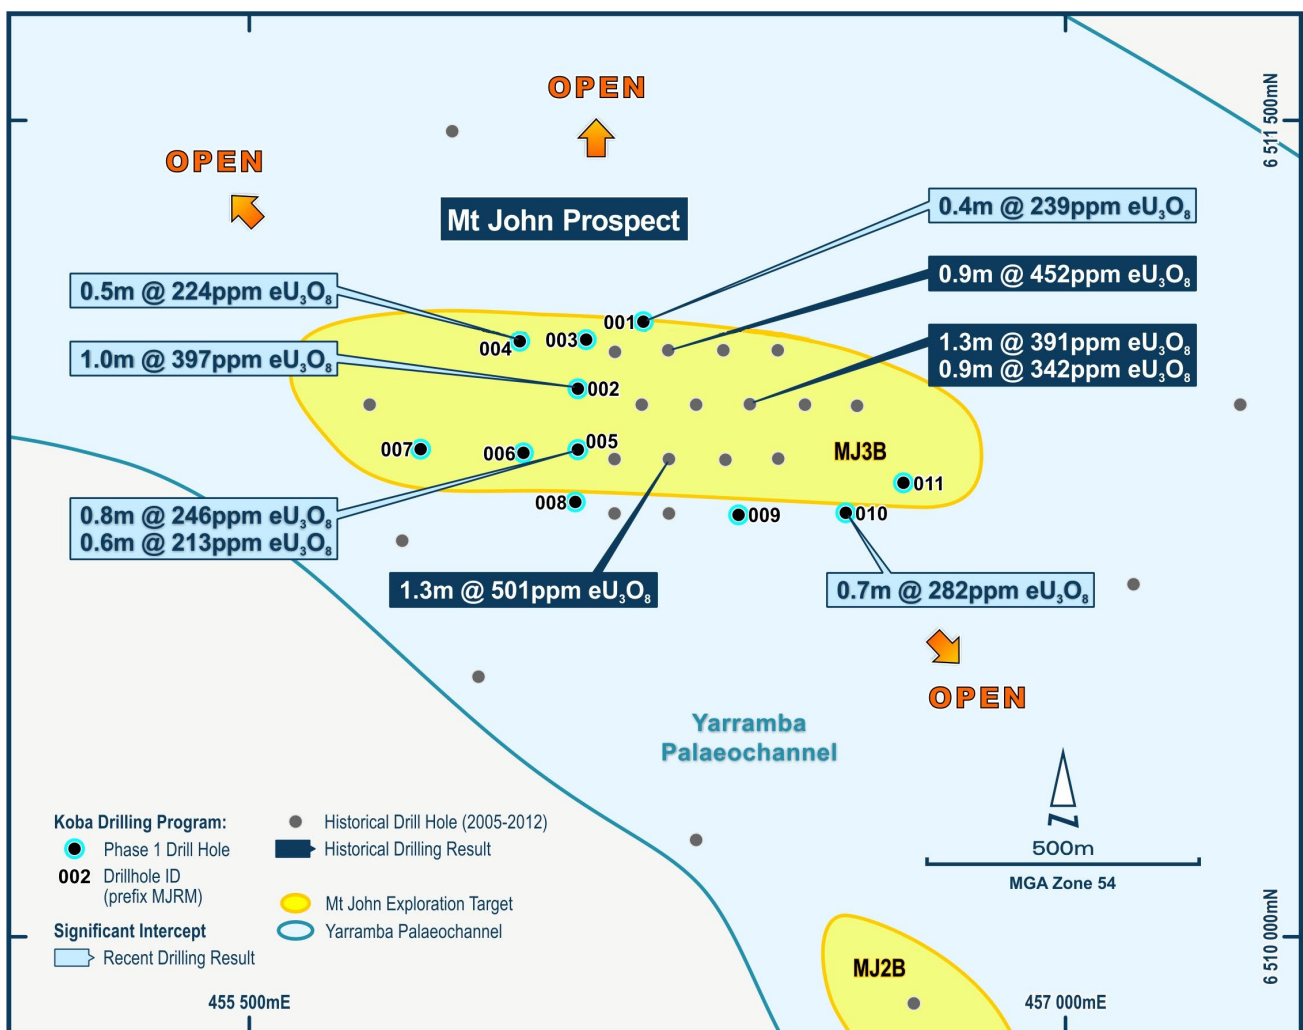 OPEN
6 511 500mN
OPEN
Mt John Prospect
0.4m @ 239ppm eU₃O₈
0.9m @ 452ppm eU₃O₈
0.5m @ 224ppm eU₃O₈
001
003
004
1.3m @ 391ppm eU₃O₈
0.9m @ 342ppm eU₃O₈
1.0m @ 397ppm eU₃O₈
002
007
006
005
MJ3B
011
008
009
010
0.8m @ 246ppm eU₃O₈
0.6m @ 213ppm eU₃O₈
1.3m @ 501ppm eU₃O₈
0.7m @ 282ppm eU₃O₈
OPEN
Yarramba
Palaeochannel
N
500m
MGA Zone 54
Koba Drilling Program:
Phase 1 Drill Hole
002 Drillhole ID
(prefix MJRM)
Significant Intercept
Recent Drilling Result
Historical Drill Hole (2005-2012)
Historical Drilling Result
Mt John Exploration Target
Yarramba Palaeochannel
MJ2B
6 510 000mN
455 500mE
457 000mE